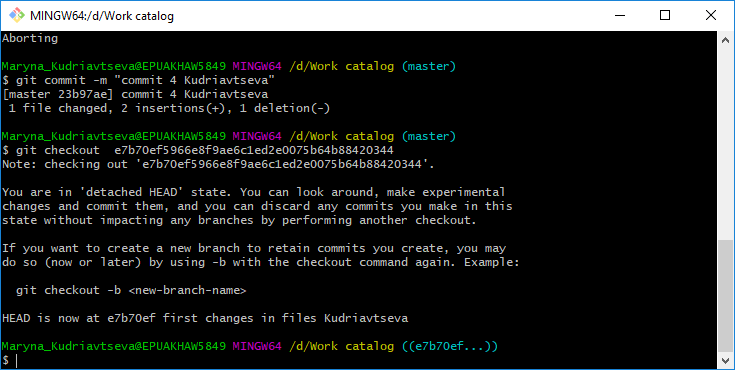 MINGW64:/d/Work catalog
Aborting
Maryna_Kudriavtseva@EPUAKHAW5849 MINGW64 /d/Work catalog (master)
$ git commit -m "commit 4 Kudriavtseva"
[master 23b97ae] commit 4 Kudriavtseva
 1 file changed, 2 insertions(+), 1 deletion(-)
Maryna_Kudriavtseva@EPUAKHAW5849 MINGW64 /d/Work catalog (master)
$ git checkout  e7b70ef5966e8f9ae6c1ed2e0075b64b88420344
Note: checking out 'e7b70ef5966e8f9ae6c1ed2e0075b64b88420344'.
You are in 'detached HEAD' state. You can look around, make experimental
changes and commit them, and you can discard any commits you make in this
state without impacting any branches by performing another checkout.
If you want to create a new branch to retain commits you create, you may
do so (now or later) by using -b with the checkout command again. Example:
  git checkout -b <new-branch-name>
HEAD is now at e7b70ef first changes in files Kudriavtseva
Maryna_Kudriavtseva@EPUAKHAW5849 MINGW64 /d/Work catalog ((e7b70ef...))
$